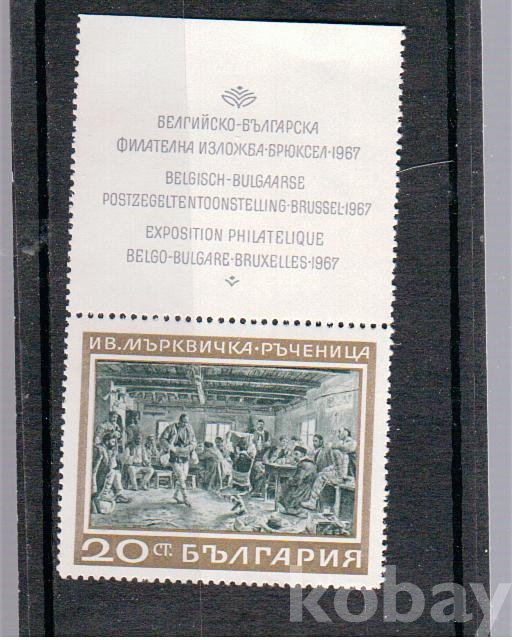 БЕЛГИЙСКО-БЪЛГАРСКА
ФИЛАТЕЛНА ИЗЛОЖБА·БРЮКСЕЛ·1967
BELGISCH-BULGAARSE
POSTZEGELTENTOONSTELLING·BRUSSEL·1967
EXPOSITION PHILATELIQUE
BELGO-BULGARE·BRUXELLES·1967
ИВ. МЪРКВИЧКА·РЪЧЕНИЦА
20 СТ. БЪЛГАРИЯ
kobay